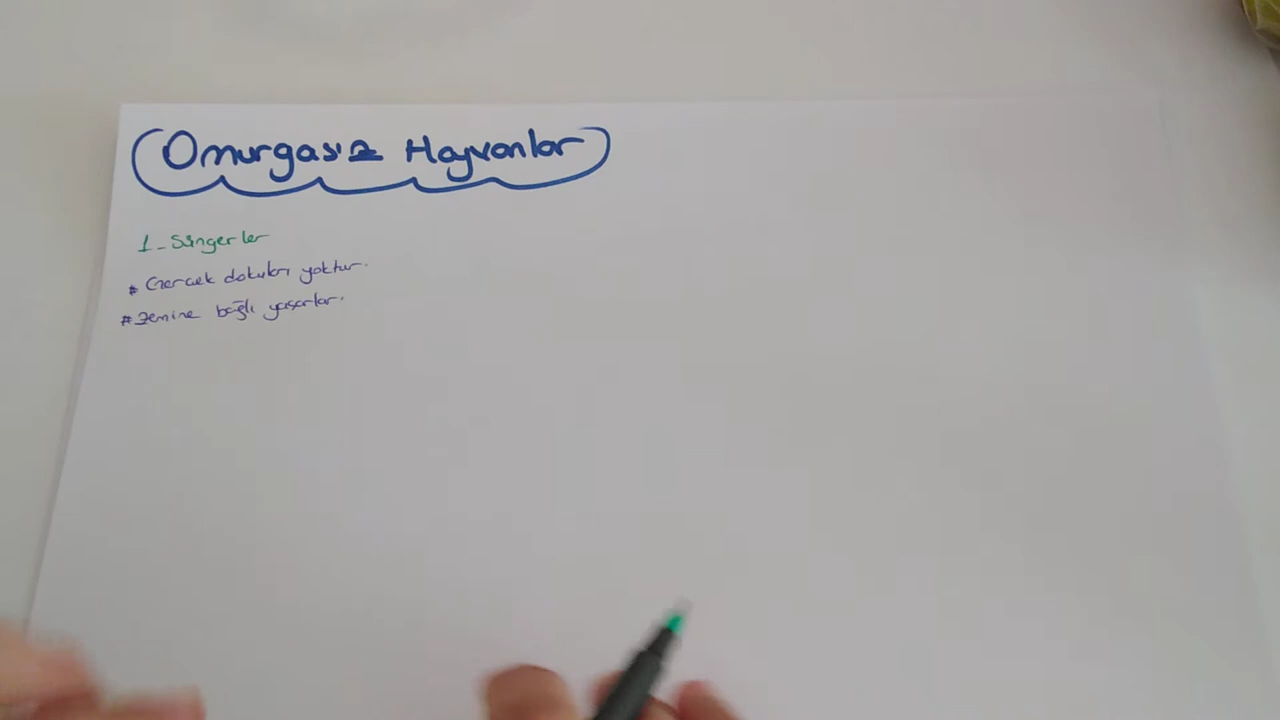 Omurgasız Hayvanlar
1- Süngerler
* Gerçek dokuları yoktur.
* Zemine bağlı yaşarlar.